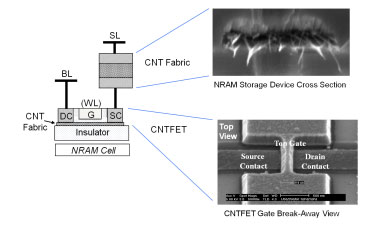 SL
CNT Fabric
BL
(WL)
DC
G
SC
CNT
Fabric
Insulator
CNTFET
NRAM Cell
NRAM Storage Device Cross Section
Top
View
Top Gate
Source
Contact
Drain
Contact
CNTFET Gate Break-Away View